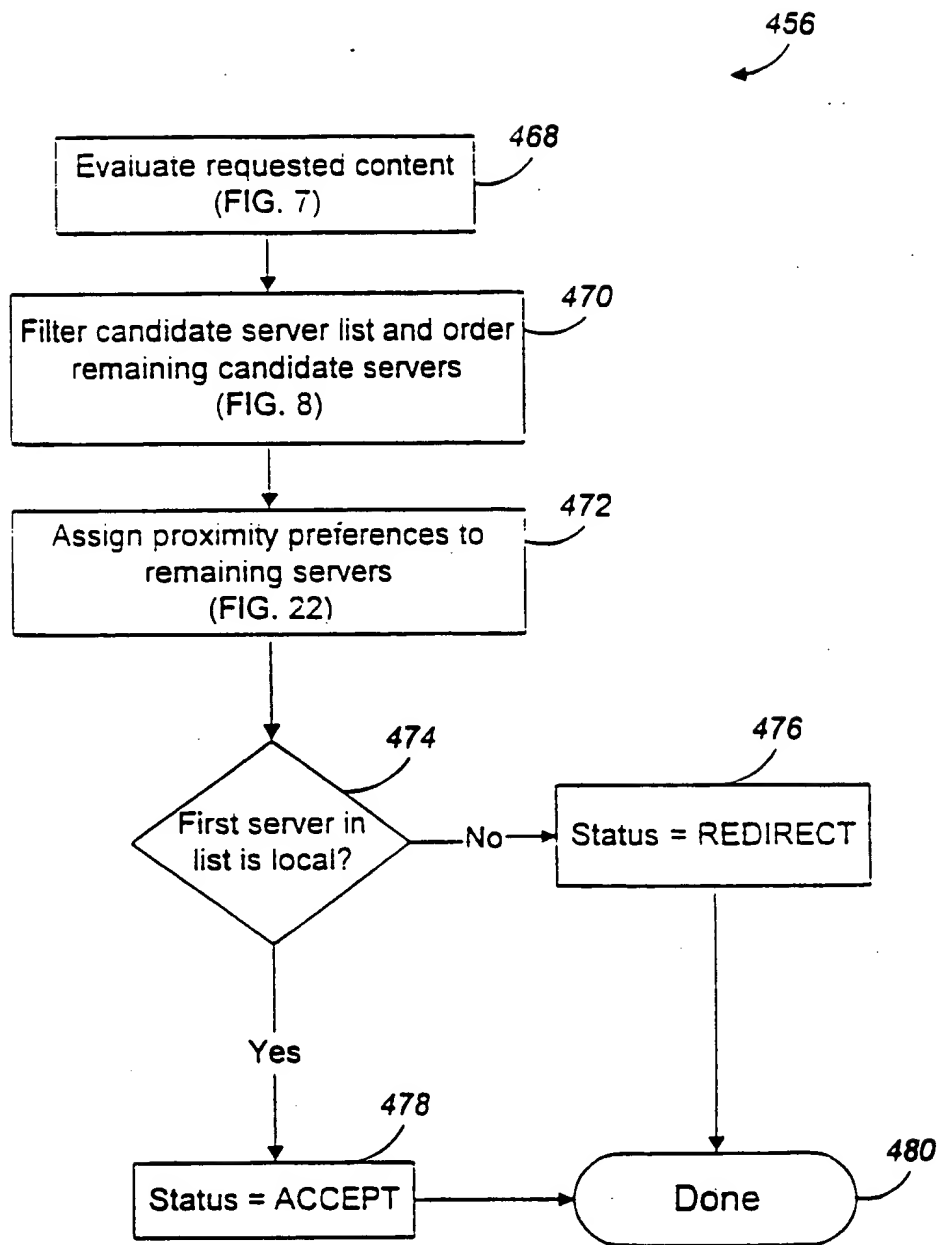 456
468
Evaluate requested content
(FIG. 7)
470
Filter candidate server list and order
remaining candidate servers
(FIG. 8)
472
Assign proximity preferences to
remaining servers
(FIG. 22)
474
First server in
list is local?
No
476
Status = REDIRECT
Yes
478
Status = ACCEPT
480
Done